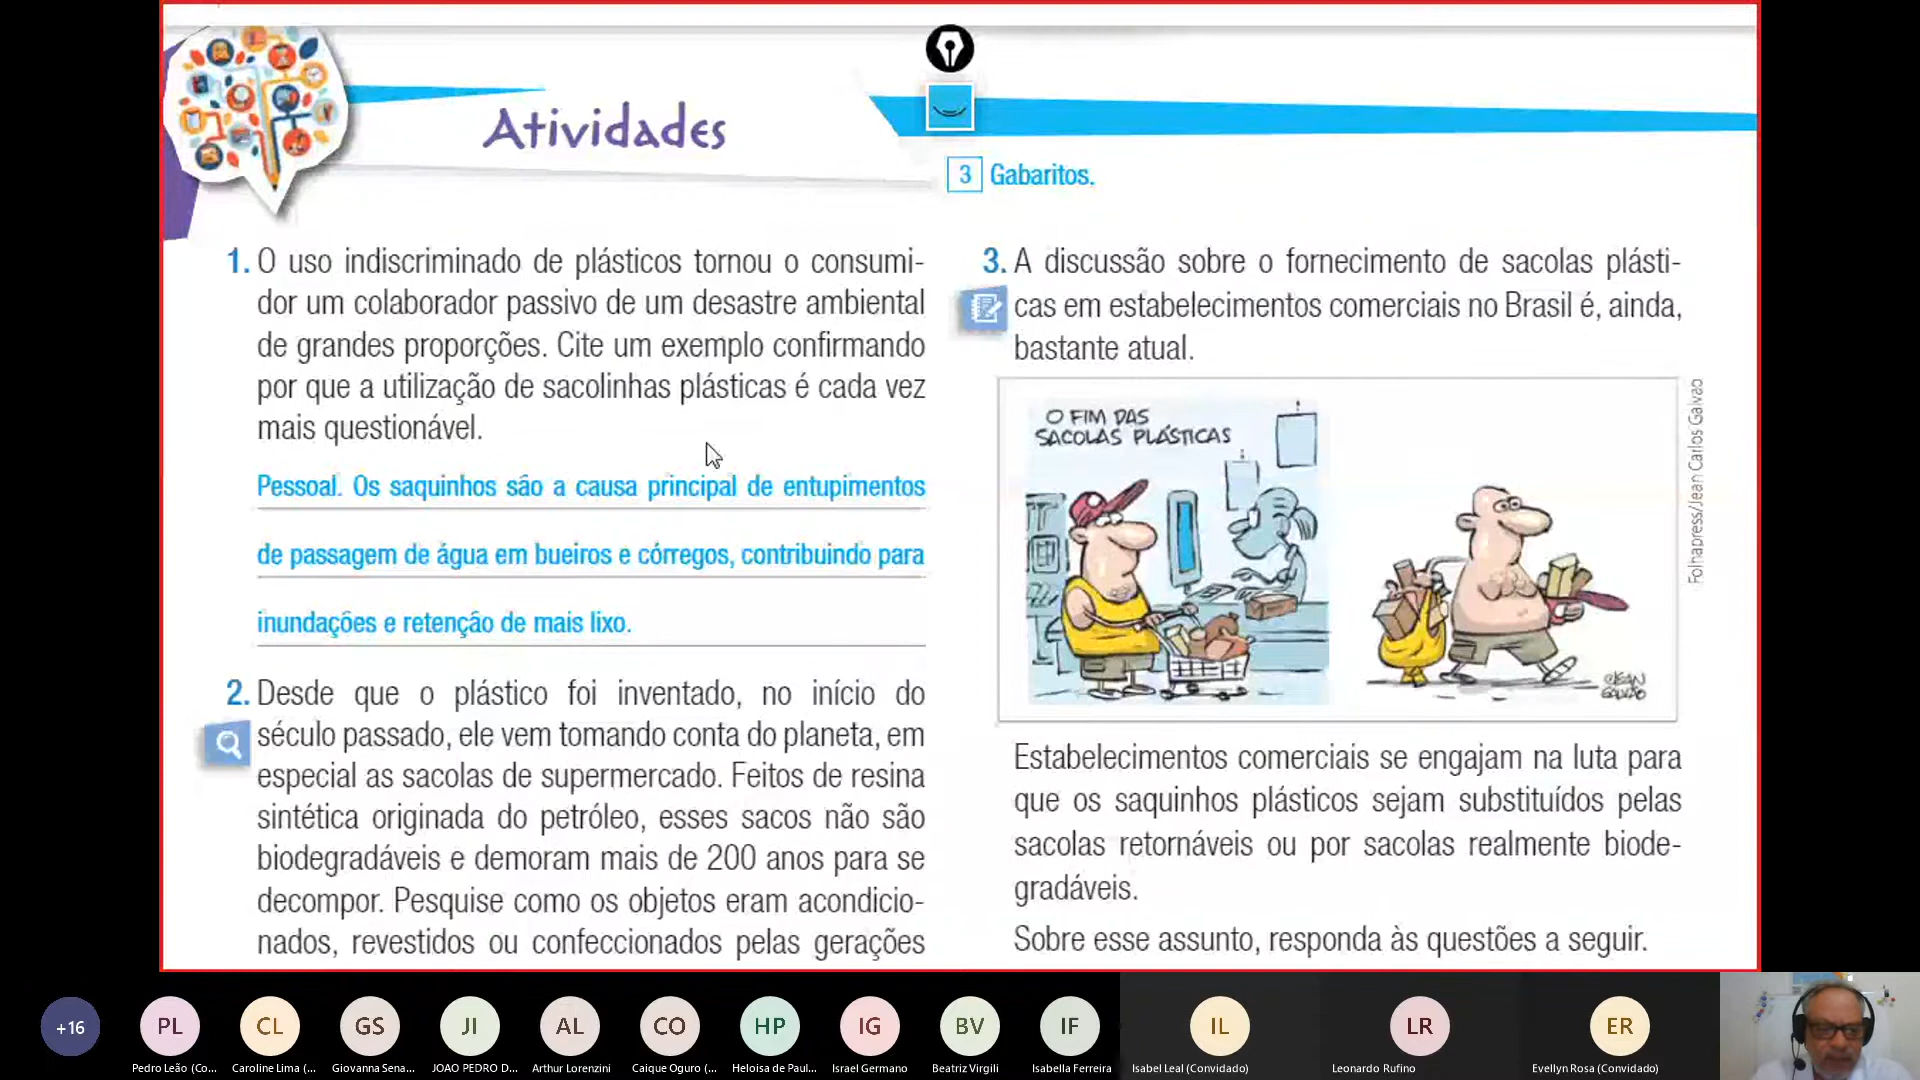 Atividades
3 Gabaritos.
1. O uso indiscriminado de plásticos tornou o consumi-
dor um colaborador passivo de um desastre ambiental
de grandes proporções. Cite um exemplo confirmando
por que a utilização de sacolinhas plásticas é cada vez
mais questionável.
Pessoal. Os saquinhos são a causa principal de entupimentos
de passagem de água em bueiros e córregos, contribuindo para
inundações e retenção de mais lixo.
2. Desde que o plástico foi inventado, no início do
século passado, ele vem tomando conta do planeta, em
especial as sacolas de supermercado. Feitos de resina
sintética originada do petróleo, esses sacos não são
biodegradáveis e demoram mais de 200 anos para se
decompor. Pesquise como os objetos eram acondicio-
nados, revestidos ou confeccionados pelas gerações
3. A discussão sobre o fornecimento de sacolas plásti-
cas em estabelecimentos comerciais no Brasil é, ainda,
bastante atual.
O FIM DAS
SACOLAS PLÁSTICAS
JEAN
GALVÃO
Folhapress/Jean Carlos Galvão
Estabelecimentos comerciais se engajam na luta para
que os saquinhos plásticos sejam substituídos pelas
sacolas retornáveis ou por sacolas realmente biode-
gradáveis.
Sobre esse assunto, responda às questões a seguir.
+16
PL
CL
GS
JI
AL
CO
HP
IG
BV
IF
IL
LR
ER
Pedro Leão (Co...
Caroline Lima (...
Giovanna Sena...
JOAO PEDRO D...
Arthur Lorenzini
Caique Oguro (...
Heloisa de Paul...
Israel Germano
Beatriz Virgili
Isabella Ferreira
Isabel Leal (Convidado)
Leonardo Rufino
Evellyn Rosa (Convidado)